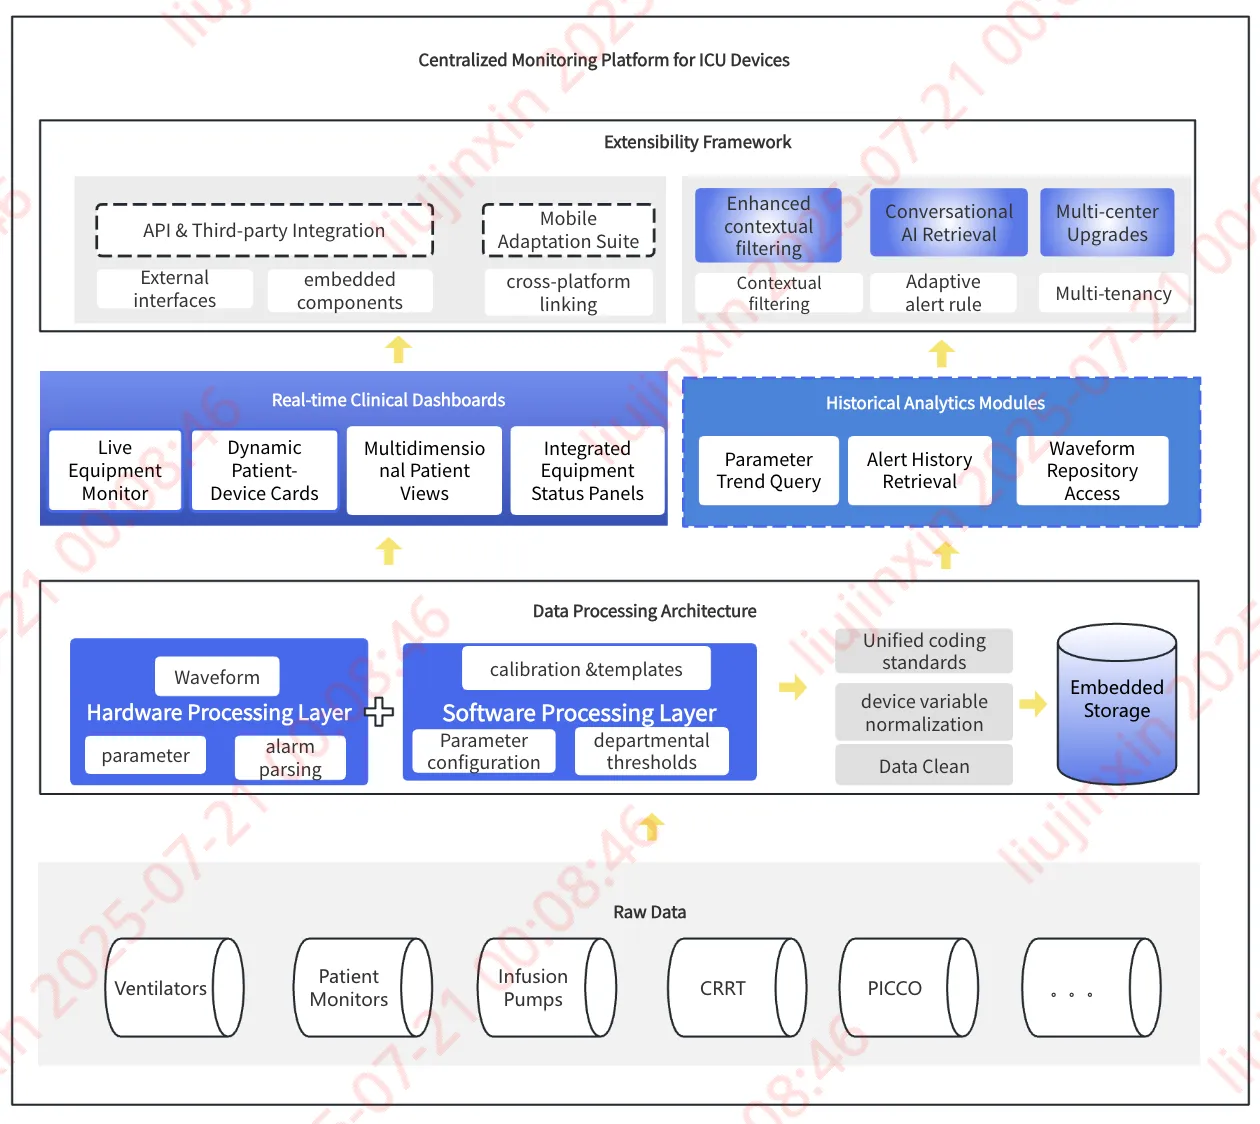 Centralized Monitoring Platform for ICU Devices
Extensibility Framework
API & Third-party Integration
External
interfaces
embedded
components
Mobile
Adaptation Suite
cross-platform
linking
Enhanced
contextual
filtering
Conversational
AI Retrieval
Multi-center
Upgrades
Contextual
filtering
Adaptive
alert rule
Multi-tenancy
Real-time Clinical Dashboards
Live
Equipment
Monitor
Dynamic
Patient-
Device Cards
Multidimensio
nal Patient
Views
Integrated
Equipment
Status Panels
Historical Analytics Modules
Parameter
Trend Query
Alert History
Retrieval
Waveform
Repository
Access
Data Processing Architecture
Waveform
Hardware Processing Layer
parameter
alarm
parsing
calibration &templates
Software Processing Layer
Parameter
configuration
departmental
thresholds
Unified coding
standards
device variable
normalization
Data Clean
Embedded
Storage
Raw Data
Ventilators
Patient
Monitors
Infusion
Pumps
CRRT
PICCO
。。。
liujinxin 2025-07-21 00:08:46